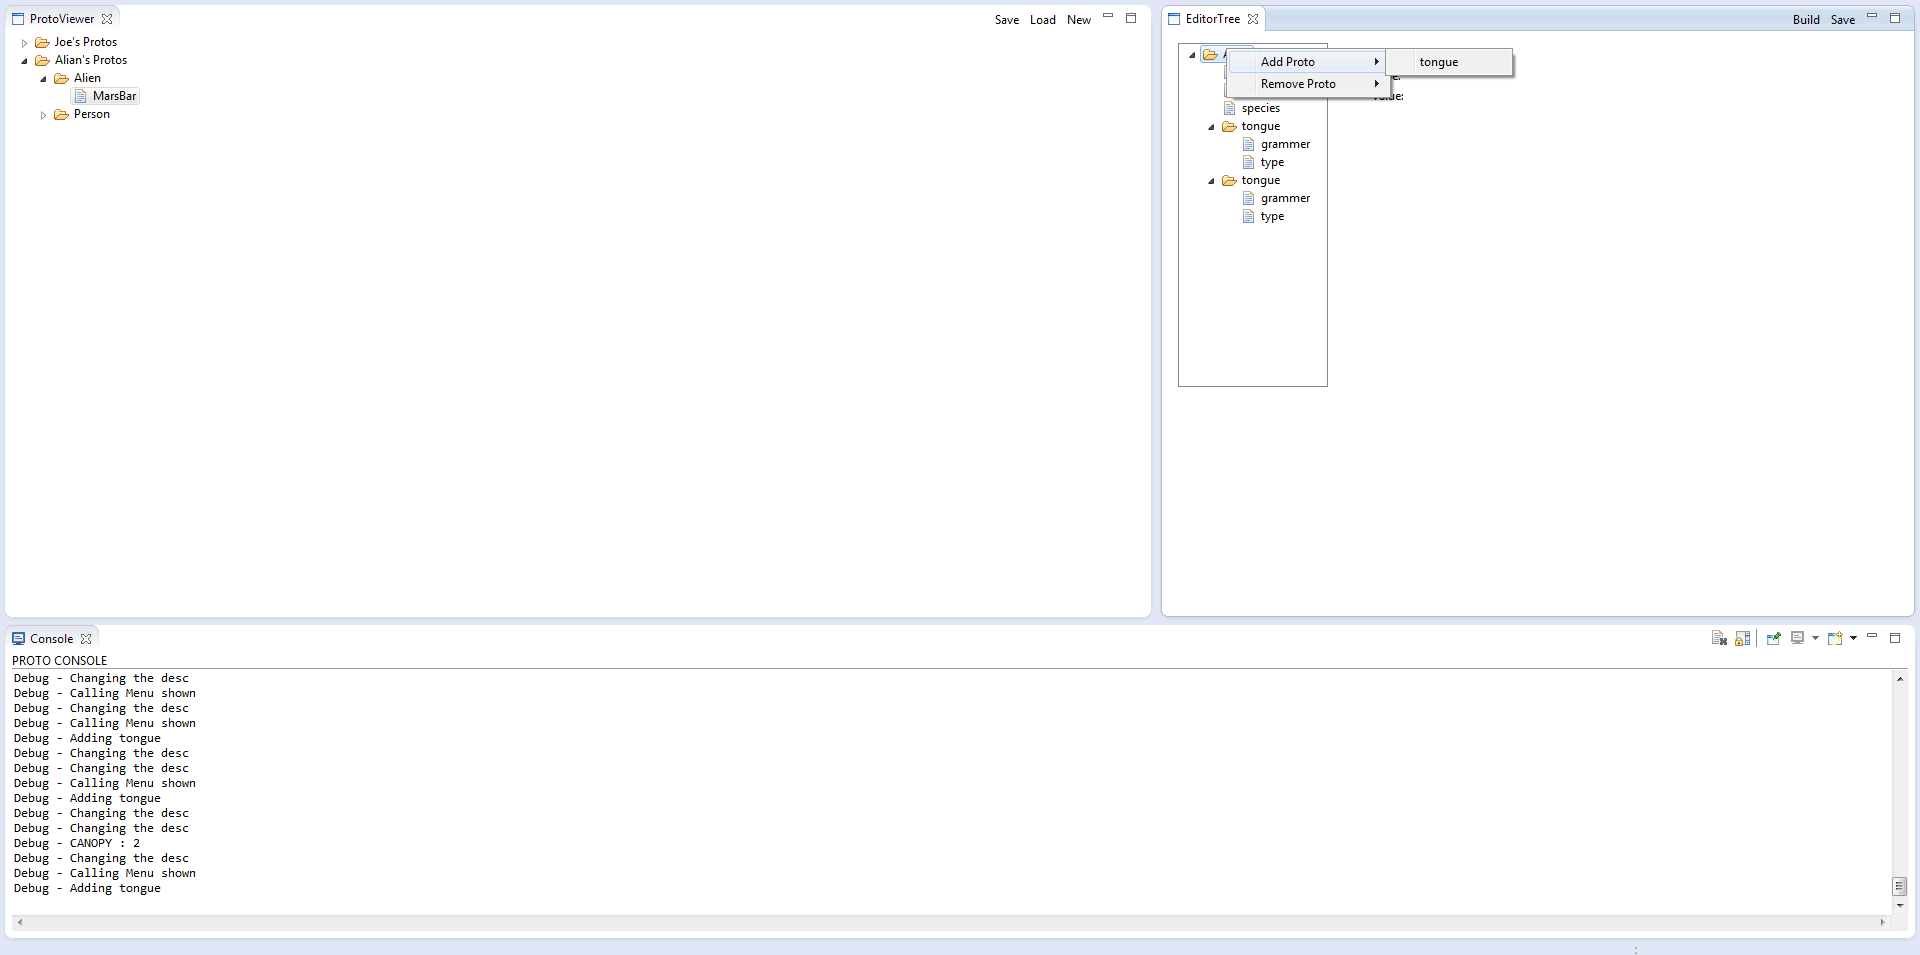 ProtoViewer
Save Load New
Joe's Protos
Alian's Protos
Alien
MarsBar
Person
EditorTree
Build Save
Add Proto
tongue
Remove Proto
species
tongue
grammer
type
tongue
grammer
type
Console
PROTO CONSOLE
Debug - Changing the desc
Debug - Calling Menu shown
Debug - Changing the desc
Debug - Calling Menu shown
Debug - Adding tongue
Debug - Changing the desc
Debug - Changing the desc
Debug - Calling Menu shown
Debug - Adding tongue
Debug - Changing the desc
Debug - Changing the desc
Debug - CANOPY : 2
Debug - Changing the desc
Debug - Calling Menu shown
Debug - Adding tongue